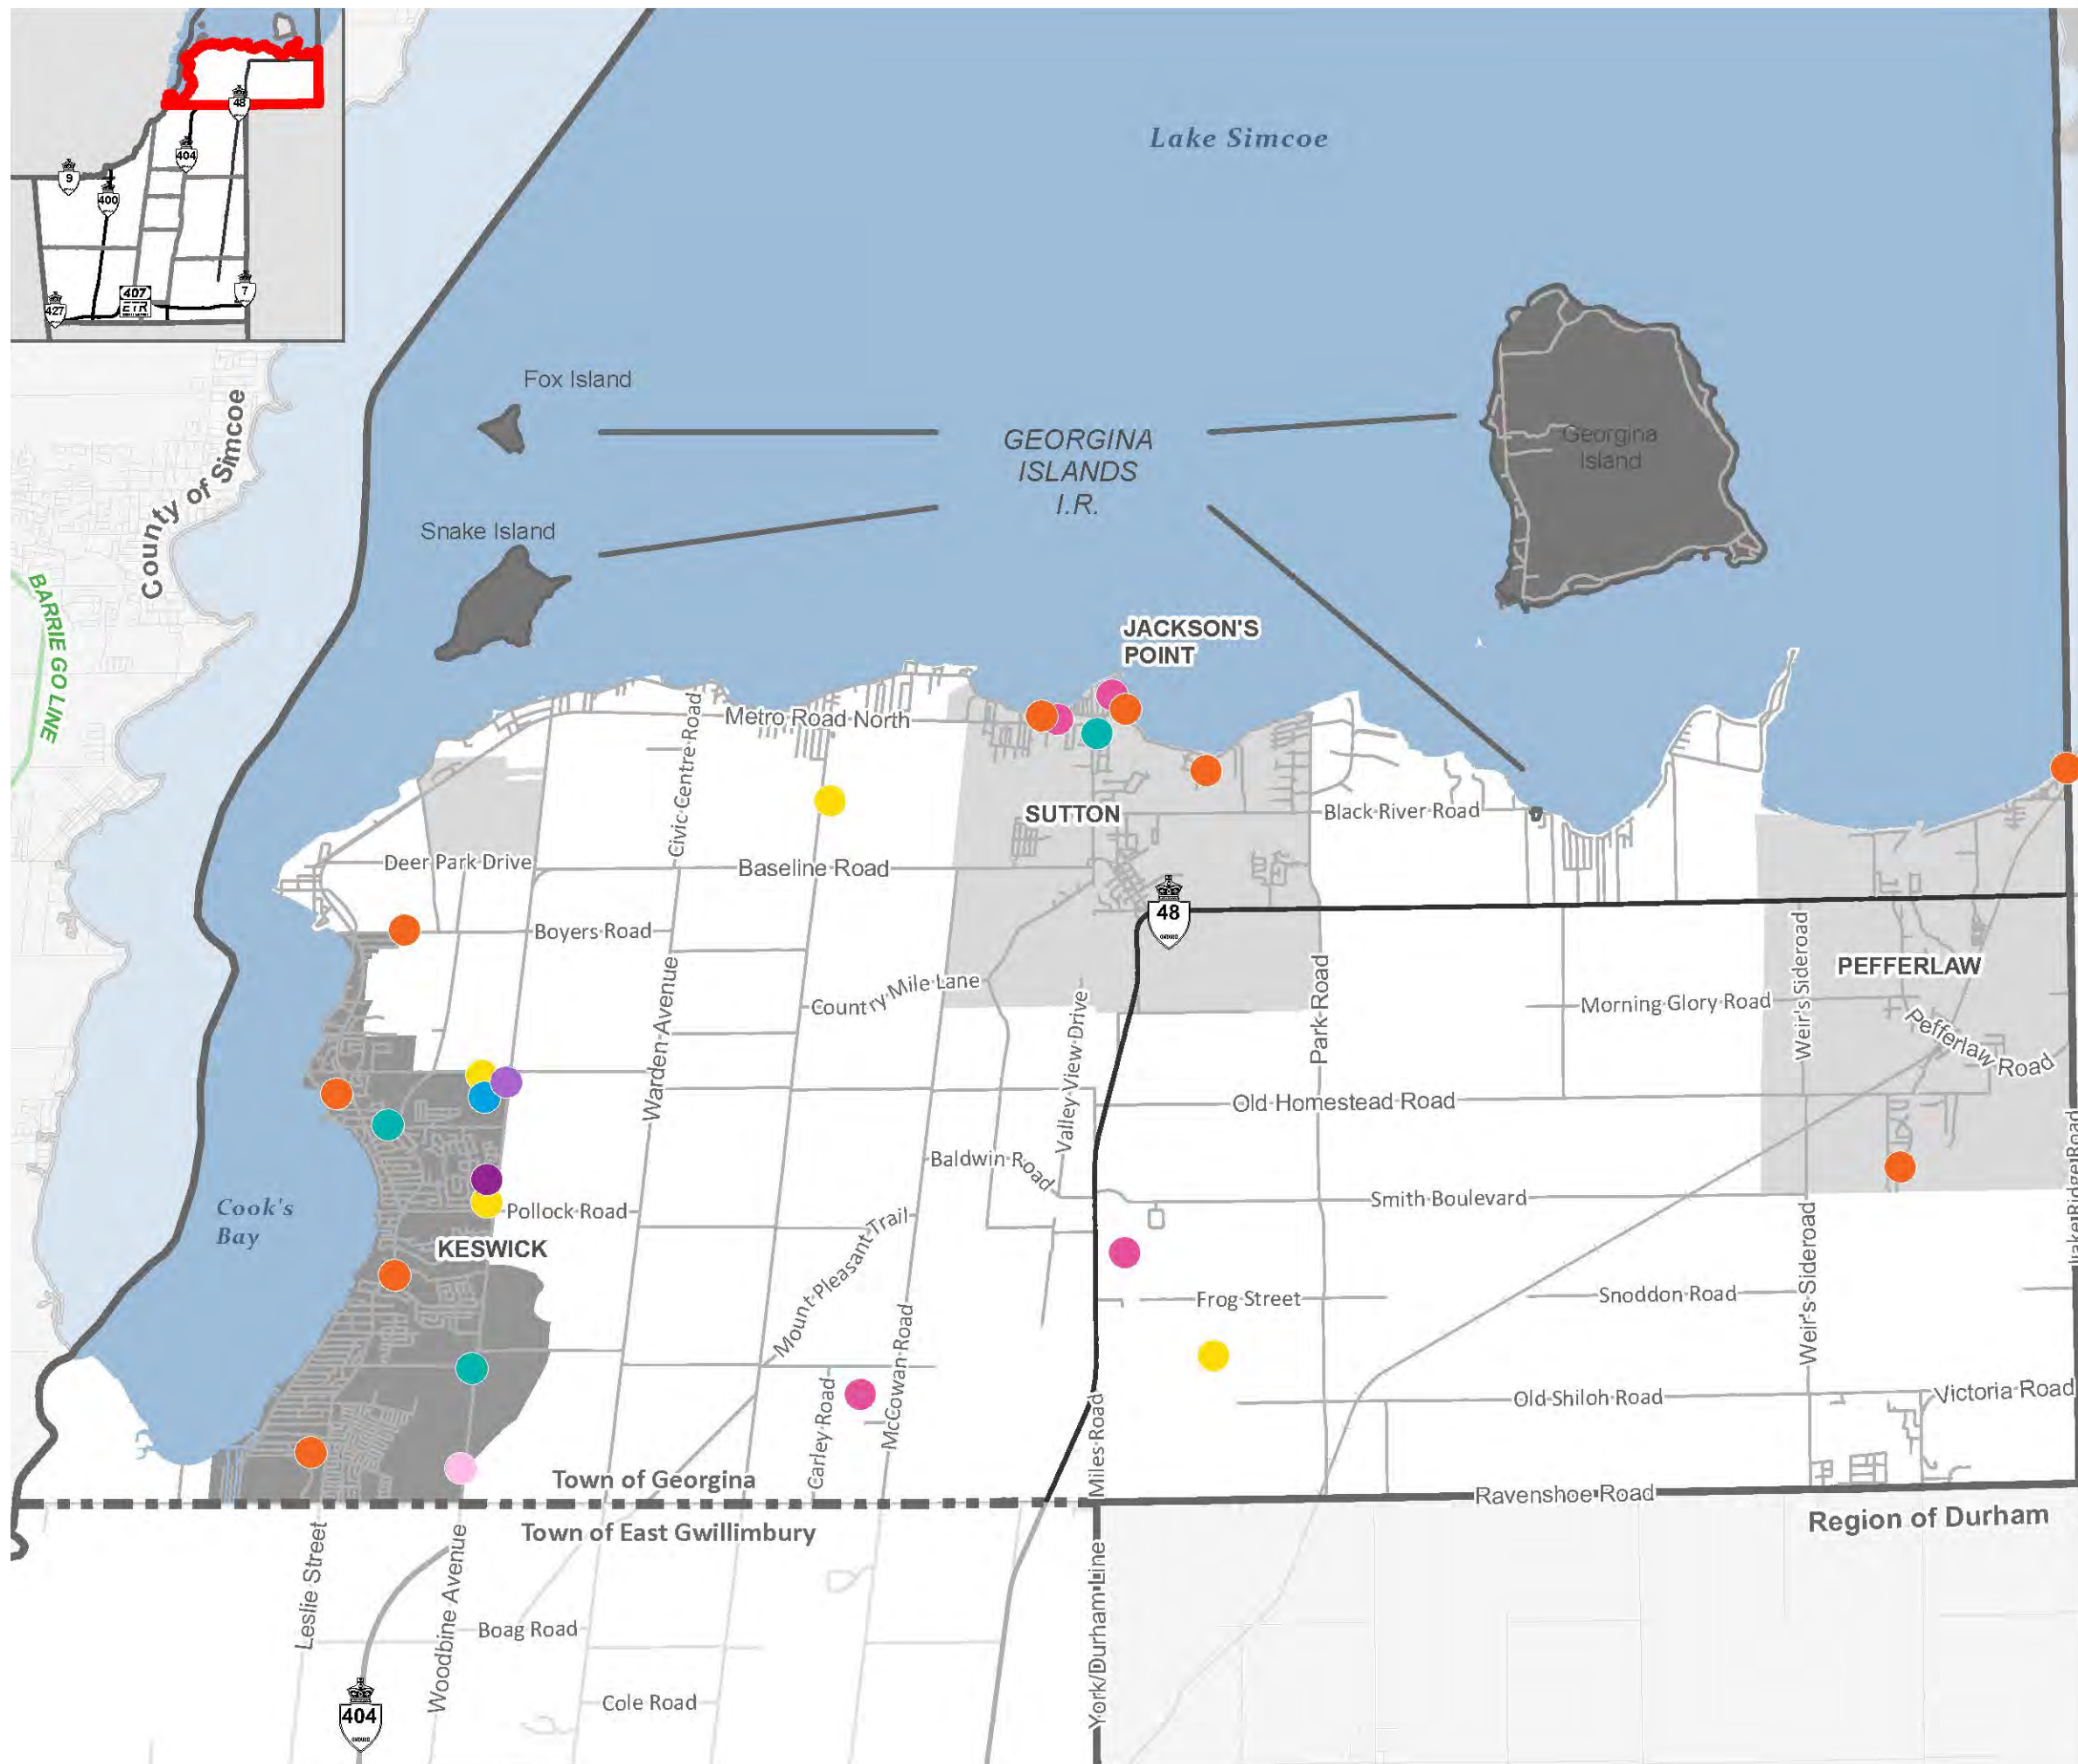 48
404
9
400
407
ETR
7
427
Lake Simcoe
Fox Island
County of Simcoe
GEORGINA
ISLANDS
I.R.
Georgina
Island
Snake Island
BARRIE GO LINE
JACKSON'S
POINT
Metro Road North
Civic Centre Road
SUTTON
Black River Road
Deer Park Drive
Baseline Road
48
ONTARIO
Boyers Road
Weir's Sideroad
PEFFERLAW
Warden Avenue
Country Mile Lane
Park Road
Morning Glory Road
Pefferlaw Road
Valley View Drive
Old Homestead Road
Baldwin Road
Lake Ridge Road
Smith Boulevard
Cook's
Bay
Pollock Road
KESWICK
Mount Pleasant Trail
Weir's Sideroad
Frog Street
Snoddon Road
McCowan Road
Carley Road
Old Shiloh Road
Victoria Road
Miles Road
Town of Georgina
Ravenshoe Road
Town of East Gwillimbury
Region of Durham
Leslie Street
Woodbine Avenue
York/Durham Line
Boag Road
Cole Road
404
ONTARIO